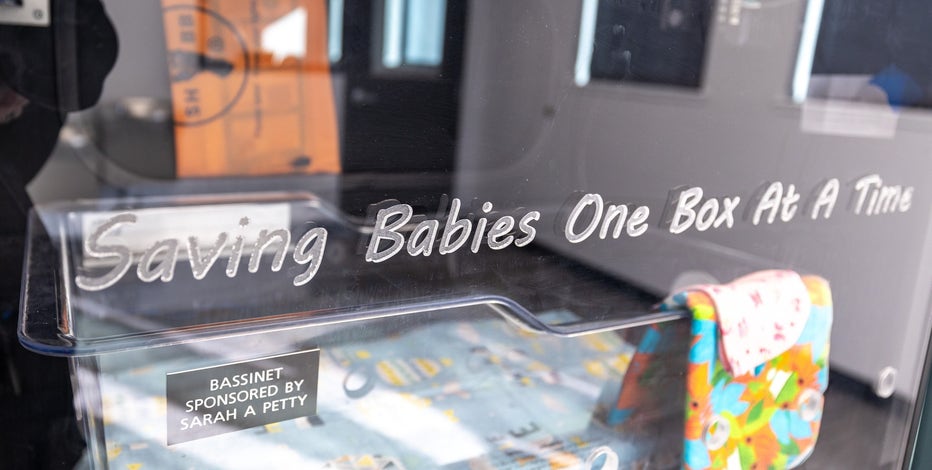 Saving Babies One Box At A Time
BASSINET
SPONSORED BY
SARAH A PETTY